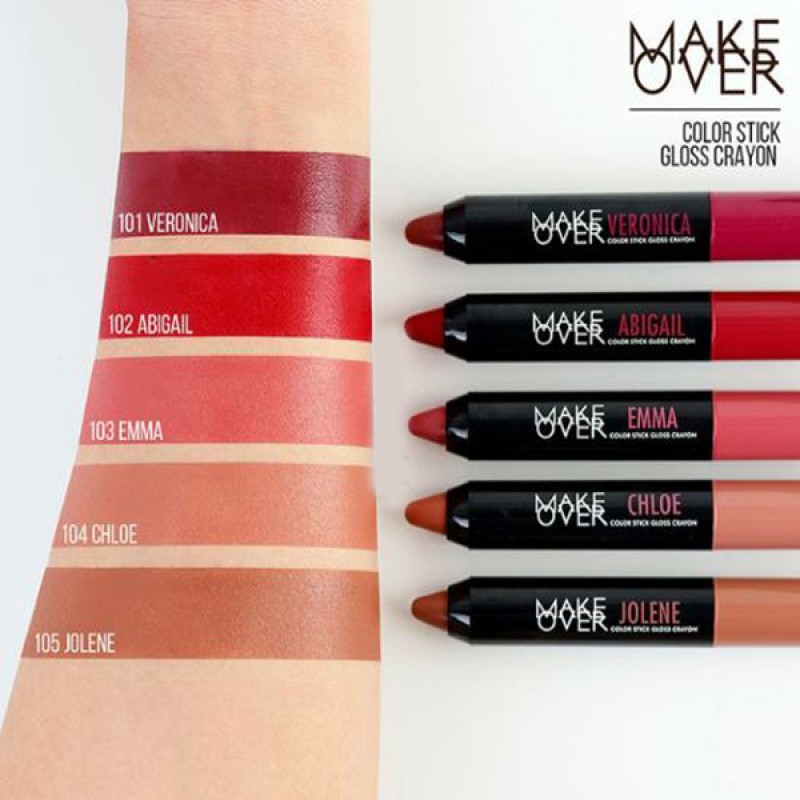 MAKE
OVER
COLOR STICK
GLOSS CRAYON
101 VERONICA
102 ABIGAIL
103 EMMA
104 CHLOE
105 JOLENE
MAKE
OVER
VERONICA
COLOR STICK GLOSS CRAYON
MAKE
OVER
ABIGAIL
COLOR STICK GLOSS CRAYON
MAKE
OVER
EMMA
COLOR STICK GLOSS CRAYON
MAKE
OVER
CHLOE
COLOR STICK GLOSS CRAYON
MAKE
OVER
JOLENE
COLOR STICK GLOSS CRAYON